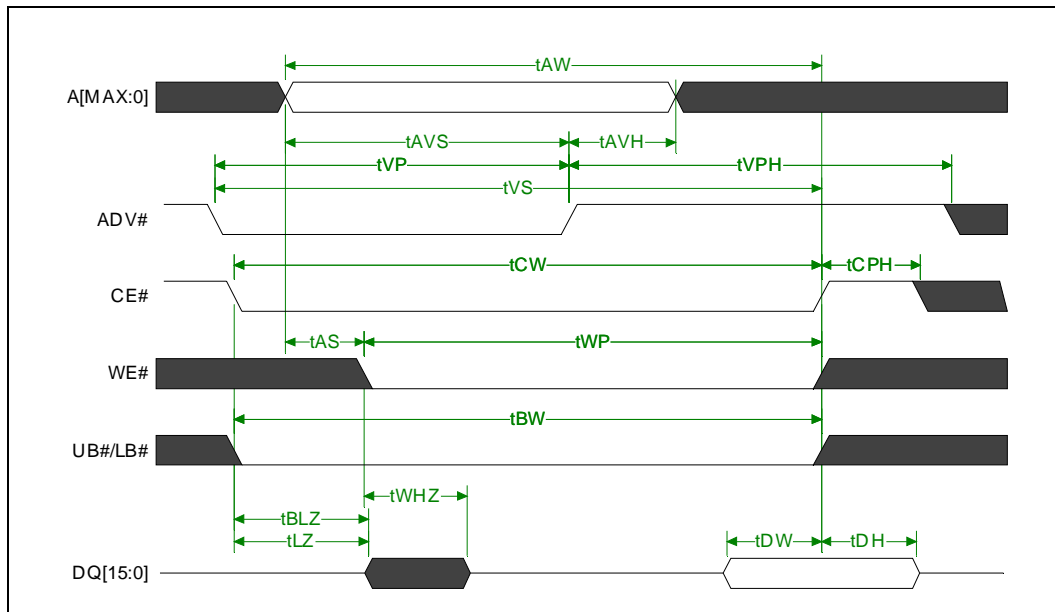 tAW
A[MAX:0]
tAVS tAVH
tVP tVPH
tVS
ADV#
tCW tCPH
CE#
tAS tWP
WE#
tBW
UB#/LB#
tWHZ
tBLZ
tLZ tDW tDH
DQ[15:0]